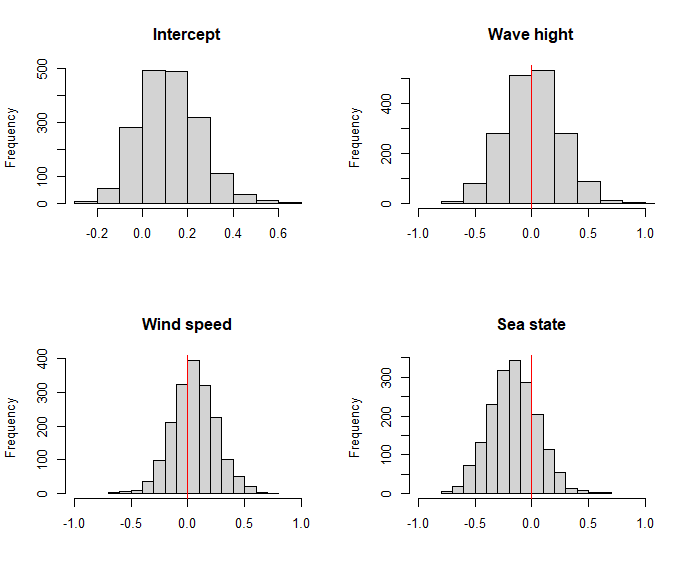 Intercept
Frequency
0 100 300 500
-0.2 0.0 0.2 0.4 0.6
Wave hight
Frequency
0 200 400
-1.0 -0.5 0.0 0.5 1.0
Wind speed
Frequency
0 100 200 300 400
-1.0 -0.5 0.0 0.5 1.0
Sea state
Frequency
0 100 200 300
-1.0 -0.5 0.0 0.5 1.0